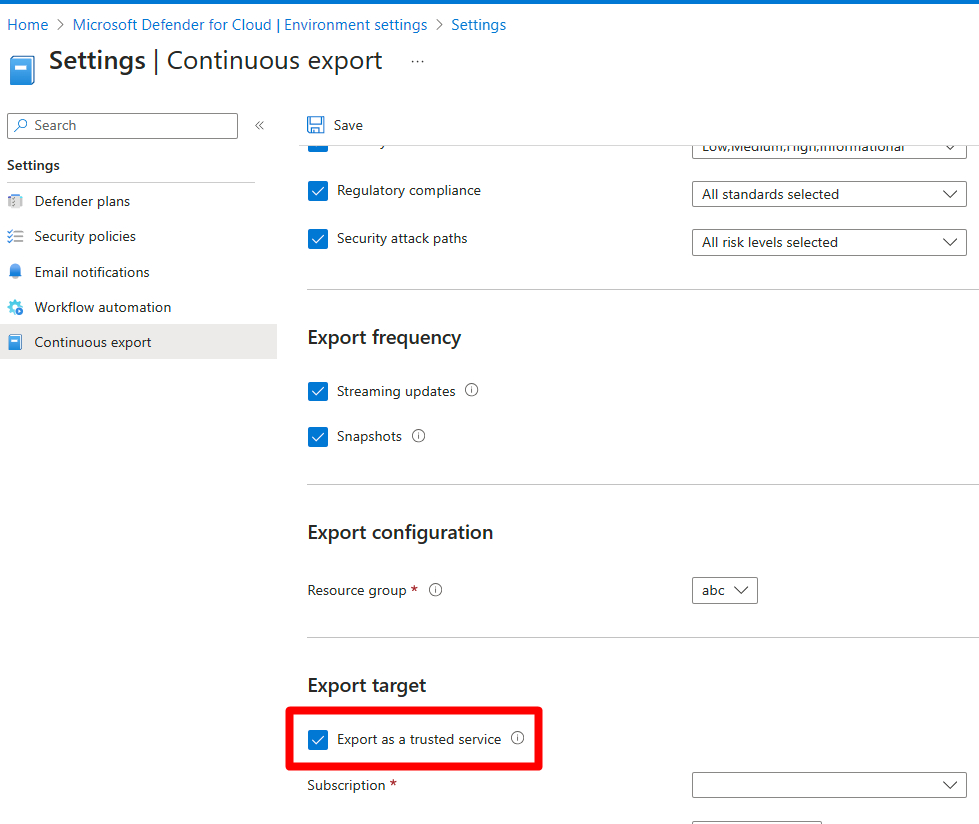 Home > Microsoft Defender for Cloud | Environment settings > Settings
Settings | Continuous export ...
Search «
Save
Settings
Low,Medium,High,Informational
Defender plans
Regulatory compliance All standards selected
Security policies
Security attack paths All risk levels selected
Email notifications
Workflow automation
Continuous export
Export frequency
Streaming updates
Snapshots
Export configuration
Resource group * abc
Export target
Export as a trusted service
Subscription *